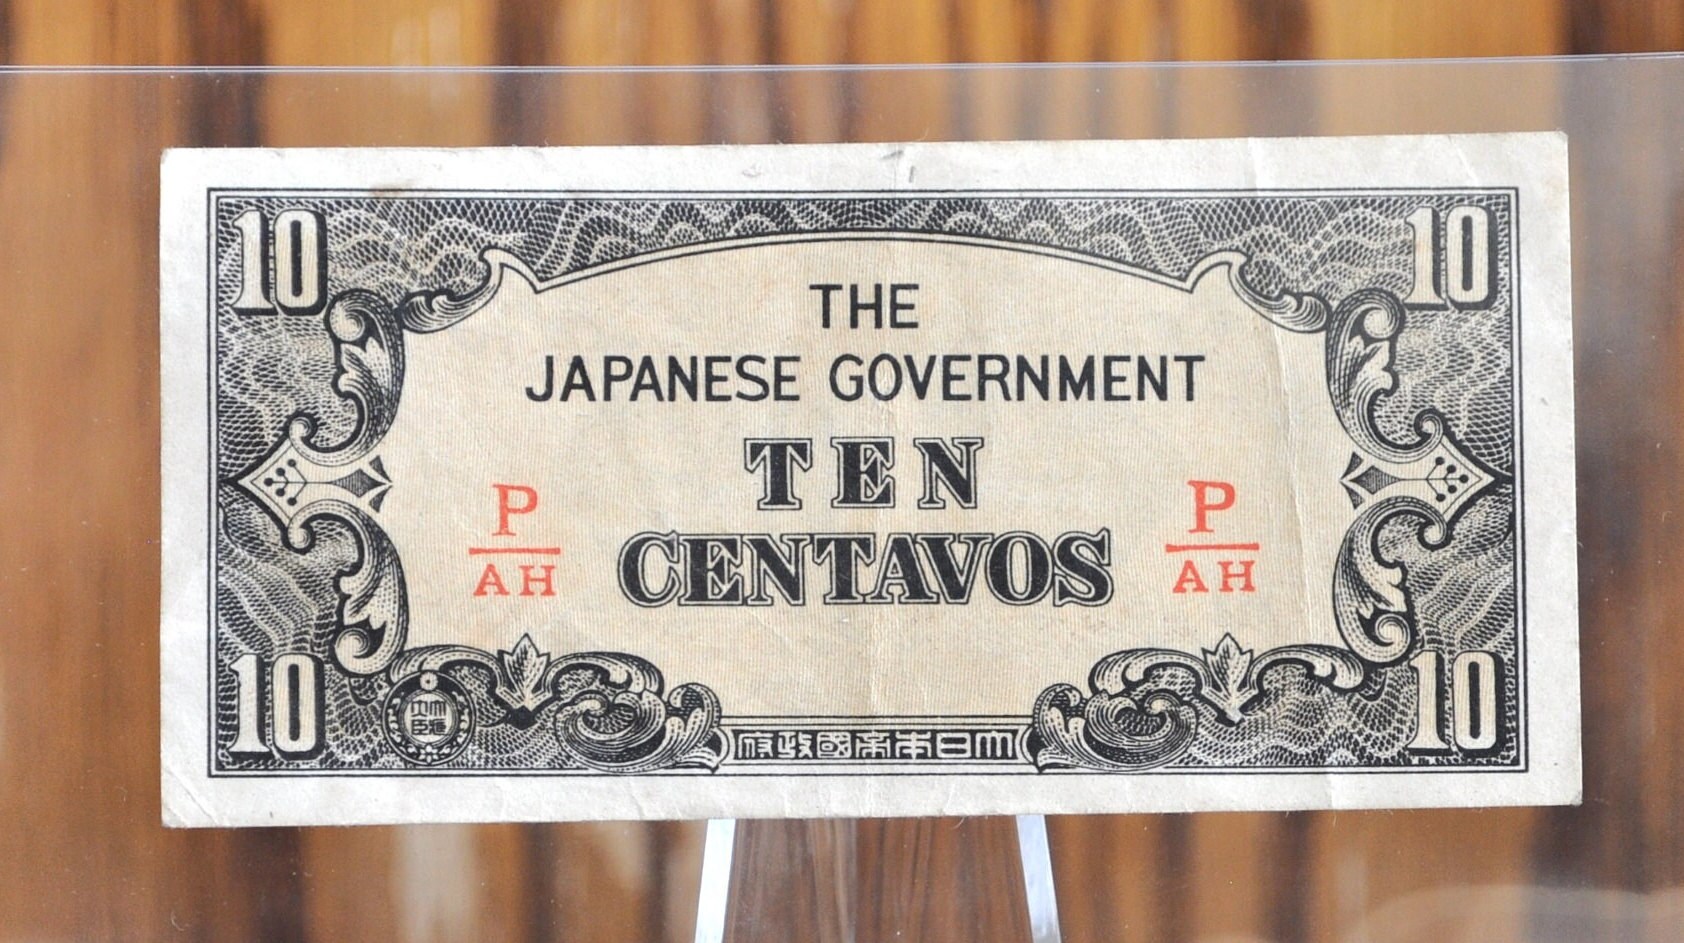 10 10
THE
JAPANESE GOVERNMENT
TEN
P P
AH AH
CENTAVOS
10 10
府政國帝本日大